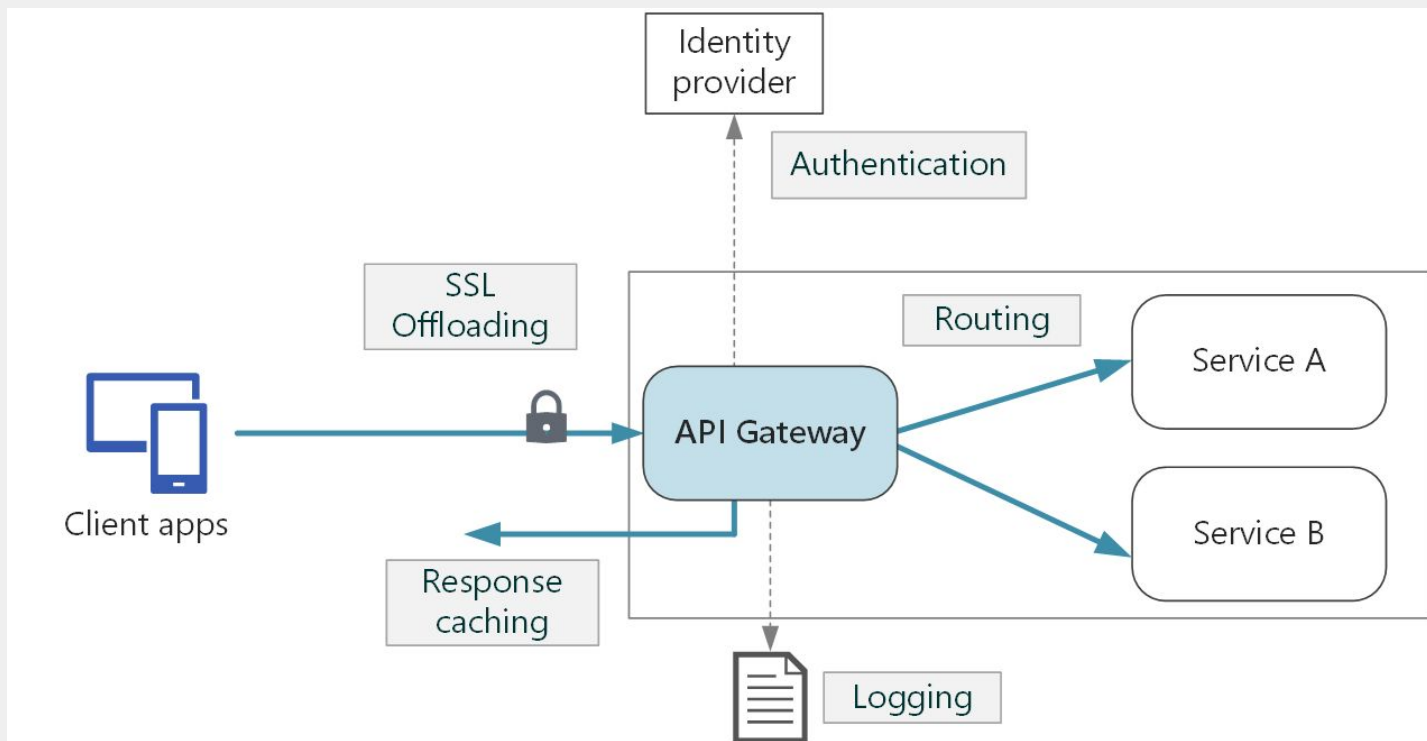 Identity
provider
Authentication
SSL
Offloading
Routing
Service A
API Gateway
Client apps
Service B
Response
caching
Logging